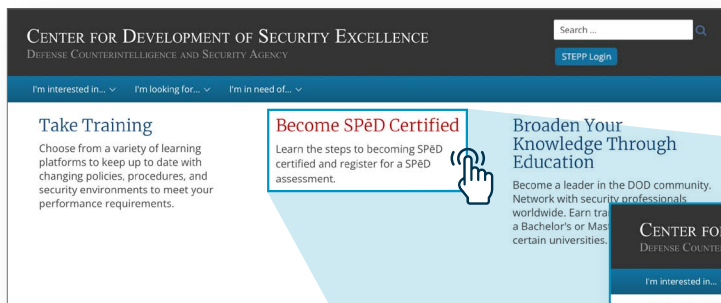 CENTER FOR DEVELOPMENT OF SECURITY EXCELLENCE
DEFENSE COUNTERINTELLIGENCE AND SECURITY AGENCY
Search ...
STEPP Login
I'm interested in...
I'm looking for...
I'm in need of...
Take Training
Choose from a variety of learning
platforms to keep up to date with
changing policies, procedures, and
security environments to meet your
performance requirements.
Become SPēD Certified
Learn the steps to becoming SPēD
certified and register for a SPēD
assessment.
Broaden Your
Knowledge Through
Education
Become a leader in the DOD community.
Network with security professionals
worldwide. Earn
a Bachelor's or
certain universities.
CENTER
DEFENSE
I'm interested in...